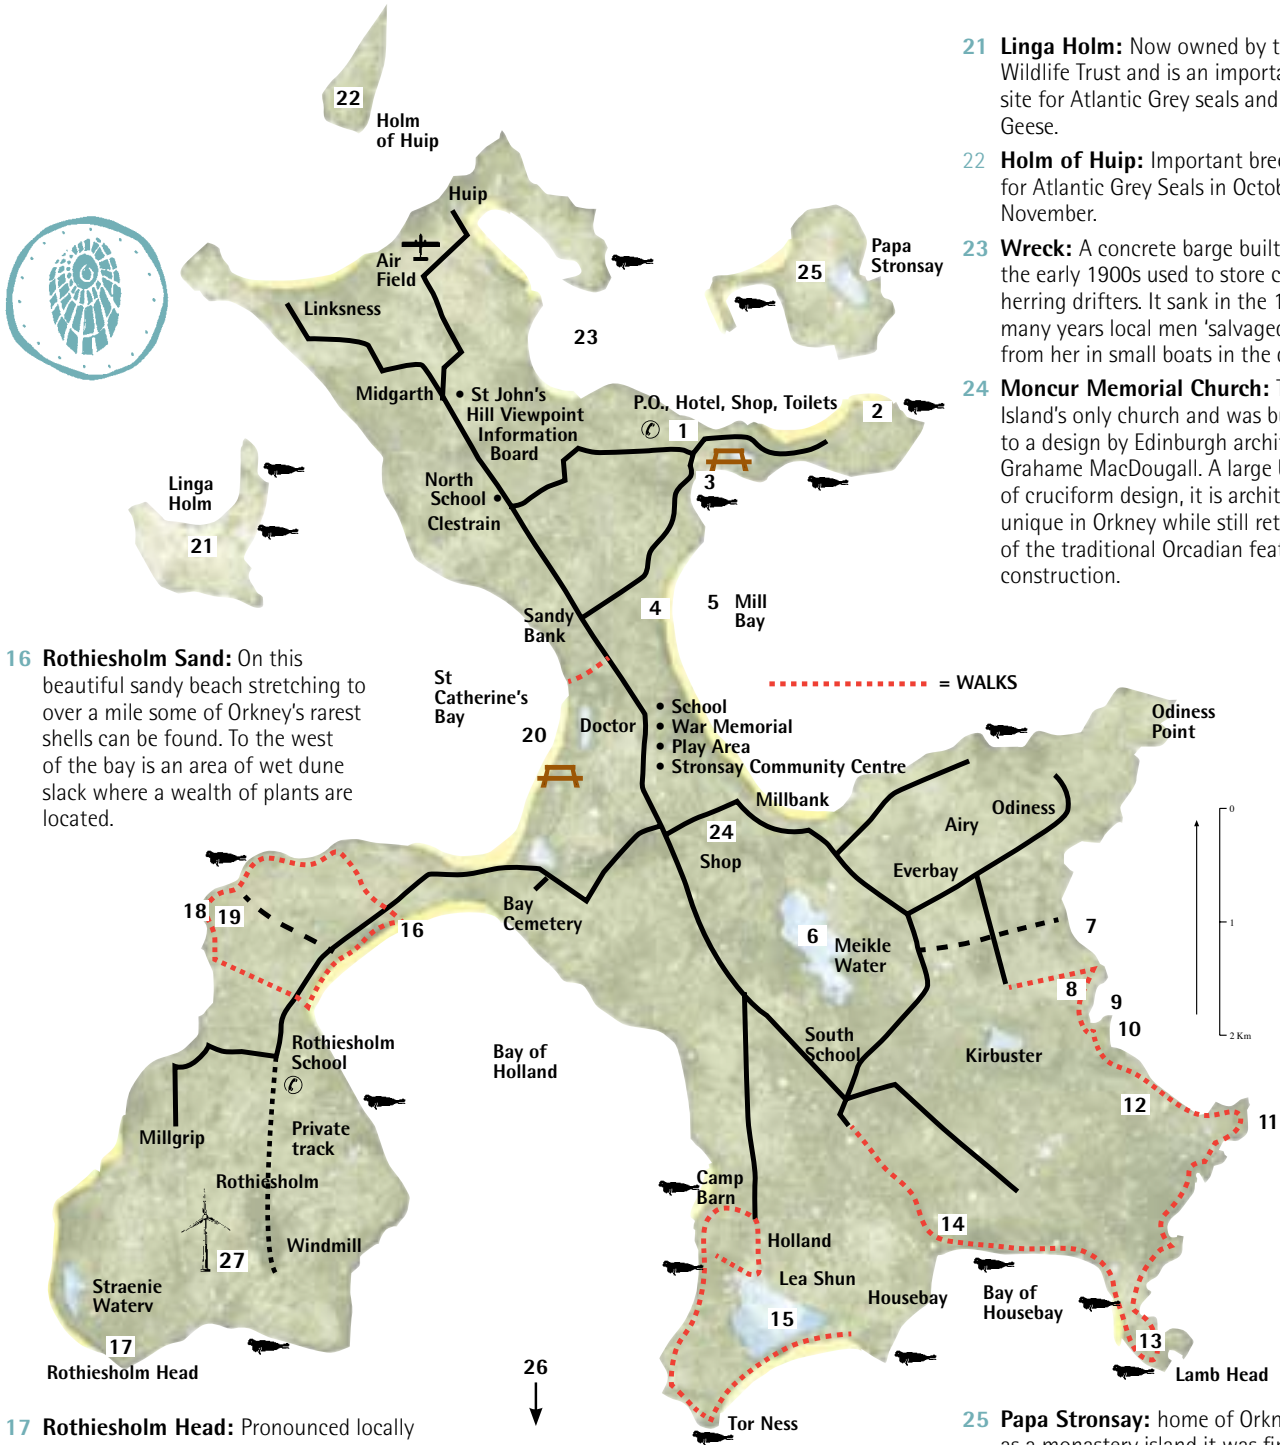 22
Holm
of Huip
Huip
Air
Field
Linksness
23
25
Papa
Stronsay
Midgarth
St John's
Hill Viewpoint
Information
Board
P.O., Hotel, Shop, Toilets
1
2
3
North
School
Clestrain
Linga
Holm
21
Sandy
Bank
4
5
Mill
Bay
St
Catherine's
Bay
20
Doctor
= WALKS
School
War Memorial
Play Area
Stronsay Community Centre
Odiness
Point
Millbank
24
Shop
Airy
Odiness
Everbay
0
1
2 Km
18
19
16
Bay
Cemetery
6
Meikle
Water
7
8
9
10
Rothiesholm
School
Bay of
Holland
South
School
Kirbuster
12
11
Millgrip
Private
track
Rothiesholm
Camp
Barn
14
27
Windmill
Holland
Lea Shun
Housebay
Bay of
Housebay
Straenie
Waterv
15
17
Rothiesholm Head
26
13
Lamb Head
Tor Ness
16 Rothiesholm Sand: On this
beautiful sandy beach stretching to
over a mile some of Orkney's rarest
shells can be found. To the west
of the bay is an area of wet dune
slack where a wealth of plants are
located.
17 Rothiesholm Head: Pronounced locally
21 Linga Holm: Now owned by t
Wildlife Trust and is an importa
site for Atlantic Grey seals and
Geese.
22 Holm of Huip: Important bree
for Atlantic Grey Seals in Octob
November.
23 Wreck: A concrete barge built
the early 1900s used to store c
herring drifters. It sank in the 1
many years local men 'salvaged
from her in small boats in the d
24 Moncur Memorial Church: T
Island's only church and was bu
to a design by Edinburgh archit
Grahame MacDougall. A large b
of cruciform design, it is archit
unique in Orkney while still ret
of the traditional Orcadian feat
construction.
25 Papa Stronsay: home of Orkn
as a monastery island it was fir